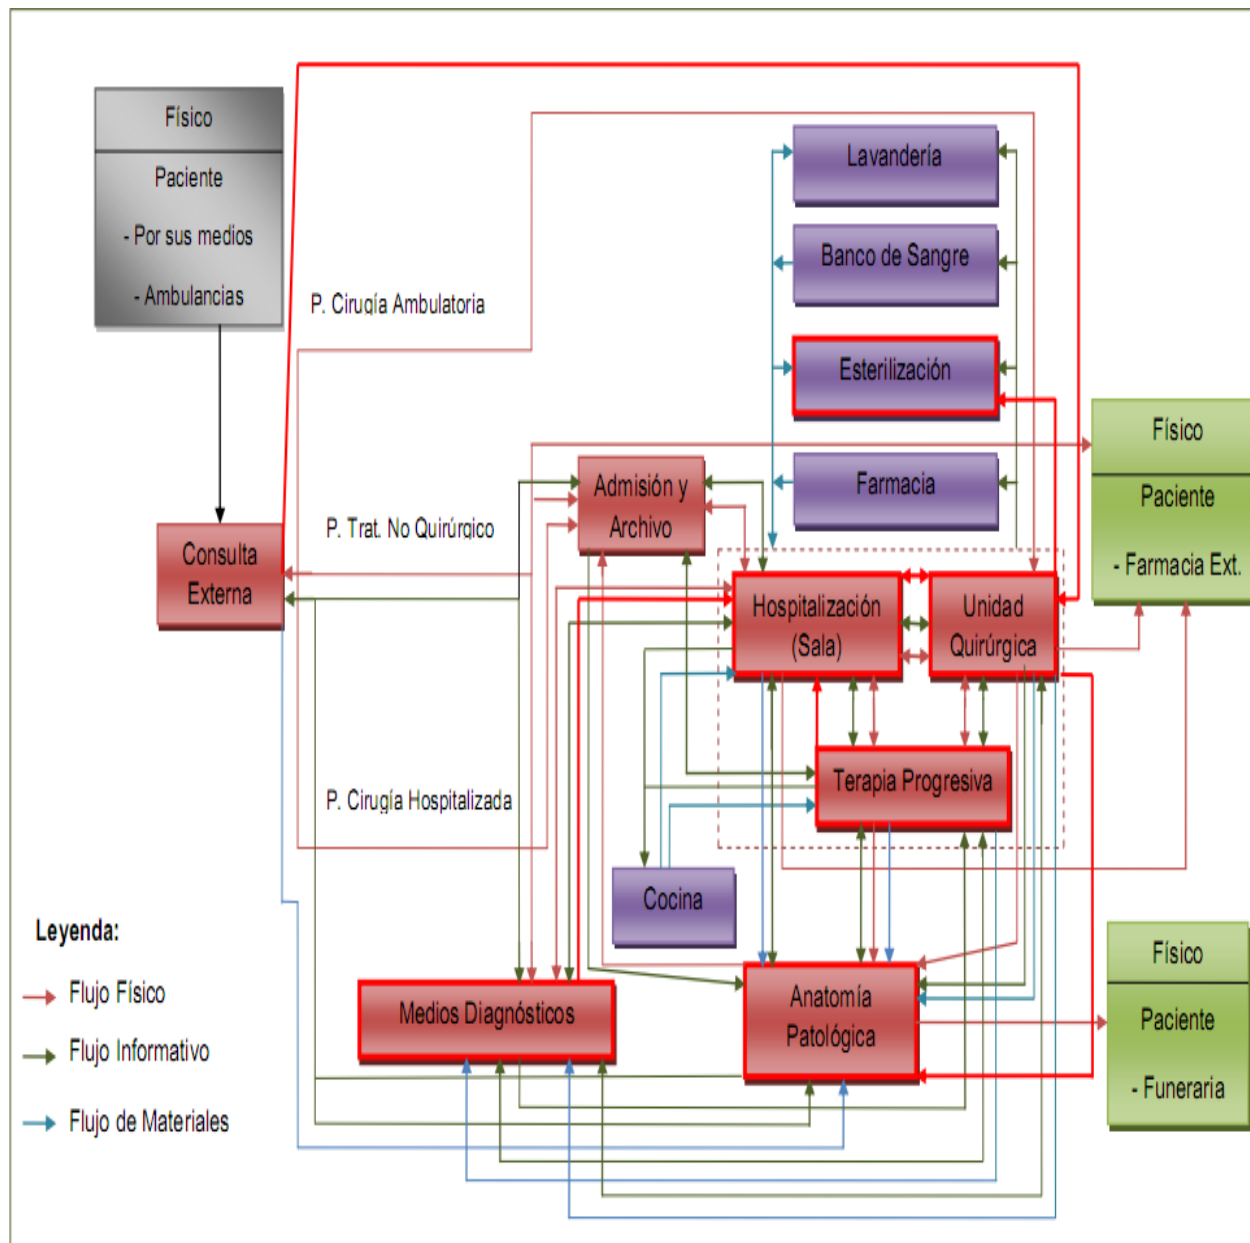 Físico
Paciente
- Por sus medios
- Ambulancias
P. Cirugía Ambulatoria
Lavandería
Banco de Sangre
Esterilización
Farmacia
Físico
Paciente
- Farmacia Ext.
Admisión y
Archivo
P. Trat. No Quirúrgico
Consulta
Externa
Hospitalización
(Sala)
Unidad
Quirúrgica
Terapia Progresiva
P. Cirugía Hospitalizada
Cocina
Leyenda:
Flujo Físico
Flujo Informativo
Flujo de Materiales
Medios Diagnósticos
Anatomía
Patológica
Físico
Paciente
- Funeraria